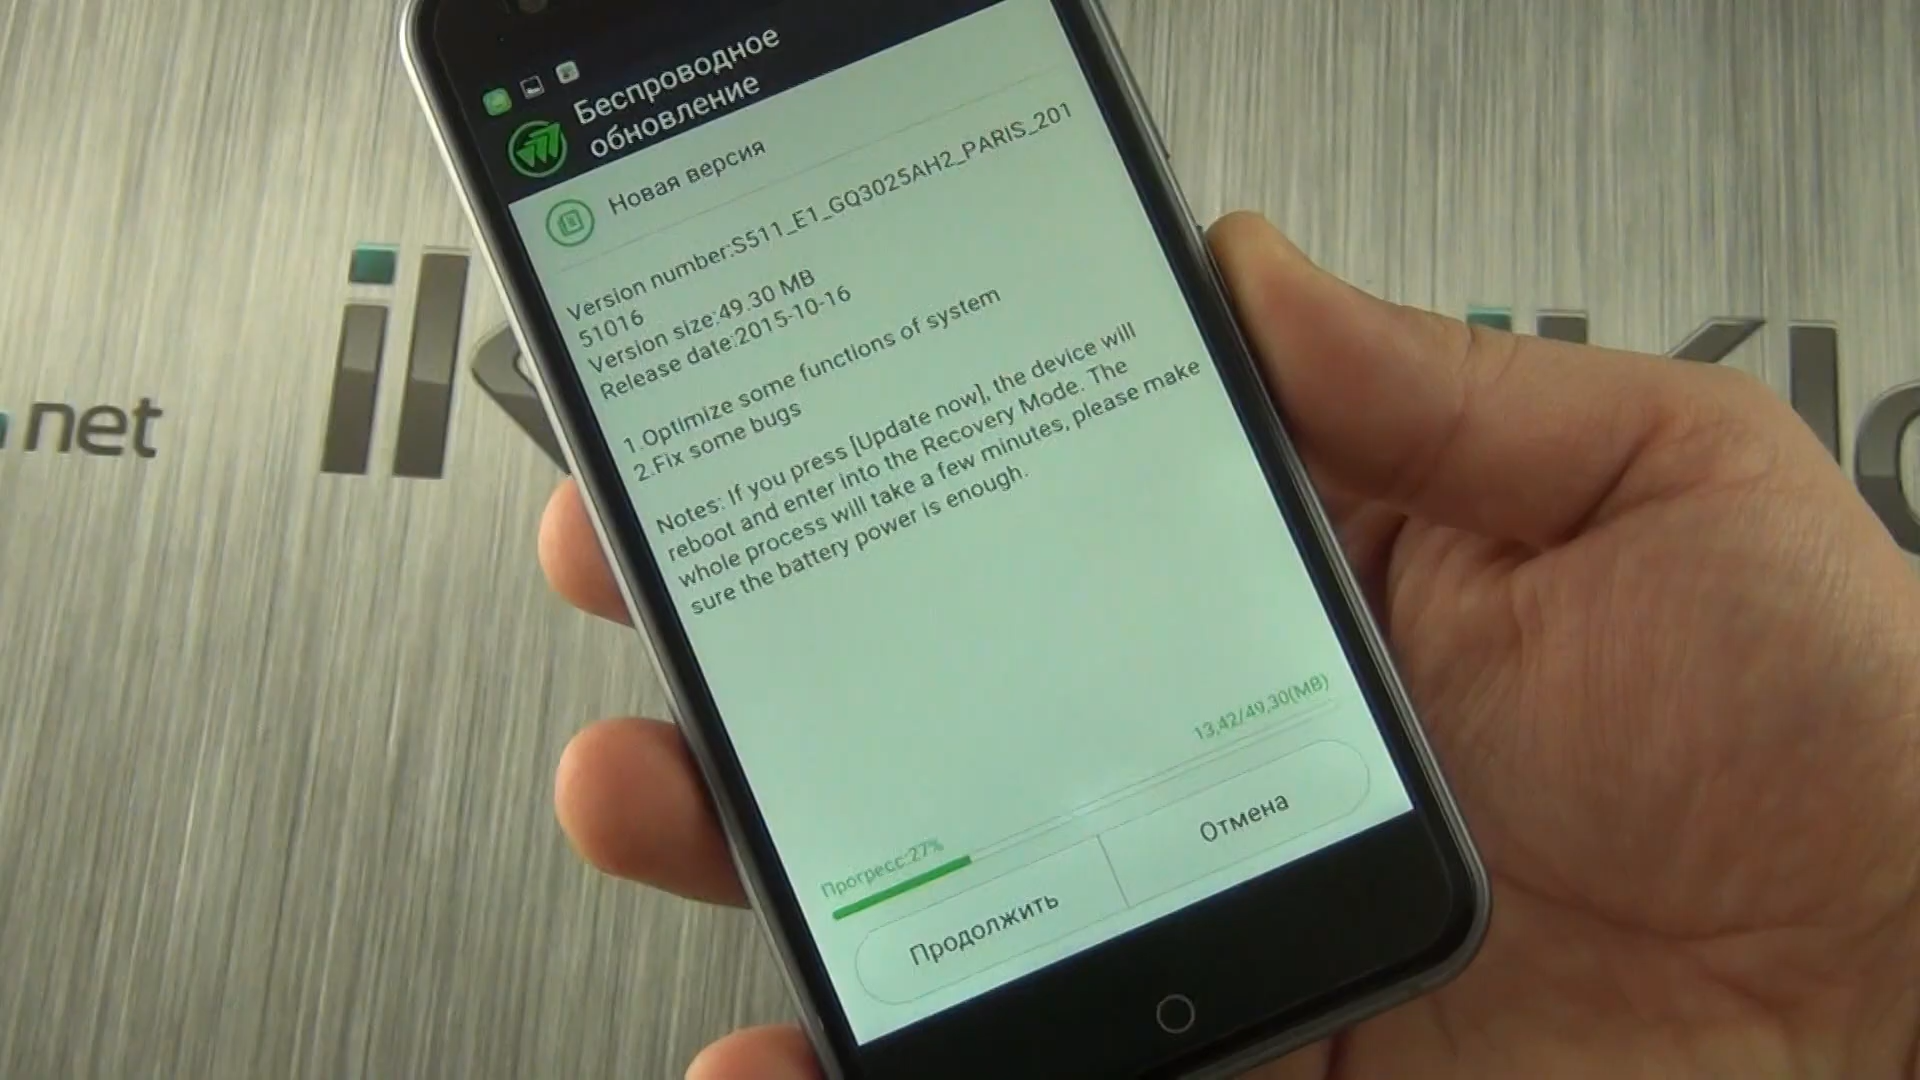 Беспроводное
обновление
Новая версия
Version number:S511_E1_GQ3025AH2_PARIS_201
51016
Version size:49.30 MB
Release date:2015-10-16
1.Optimize some functions of system
2.Fix some bugs
Notes: If you press [Update now], the device will
reboot and enter into the Recovery Mode. The
whole process will take a few minutes, please make
sure the battery power is enough.
13,42/49,30(MB)
Прогресс:27%
Продолжить
Отмена
net